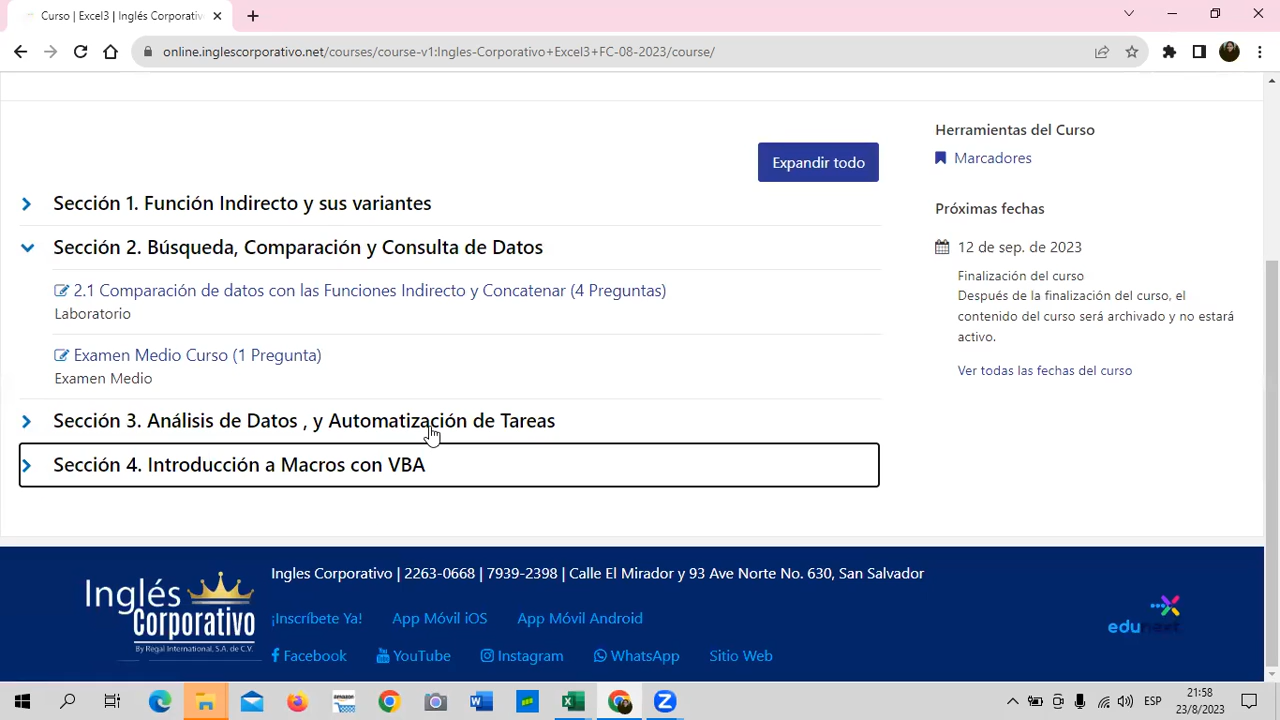 Curso | Excel3 | Inglés Corporativ
online.inglescorporativo.net/courses/course-v1:Ingles-Corporativo+Excel3+FC-08-2023/course/
Expandir todo
Sección 1. Función Indirecto y sus variantes
Sección 2. Búsqueda, Comparación y Consulta de Datos
2.1 Comparación de datos con las Funciones Indirecto y Concatenar (4 Preguntas)
Laboratorio
Examen Medio Curso (1 Pregunta)
Examen Medio
Sección 3. Análisis de Datos , y Automatización de Tareas
Sección 4. Introducción a Macros con VBA
Herramientas del Curso
Marcadores
Próximas fechas
12 de sep. de 2023
Finalización del curso
Después de la finalización del curso, el
contenido del curso será archivado y no estará
activo.
Ver todas las fechas del curso
Inglés
Corporativo
By Regal International, S.A. de C.V.
Ingles Corporativo | 2263-0668 | 7939-2398 | Calle El Mirador y 93 Ave Norte No. 630, San Salvador
¡Inscríbete Ya! App Móvil iOS App Móvil Android
Facebook YouTube Instagram WhatsApp Sitio Web
edunext
amazon
ESP
21:58
23/8/2023